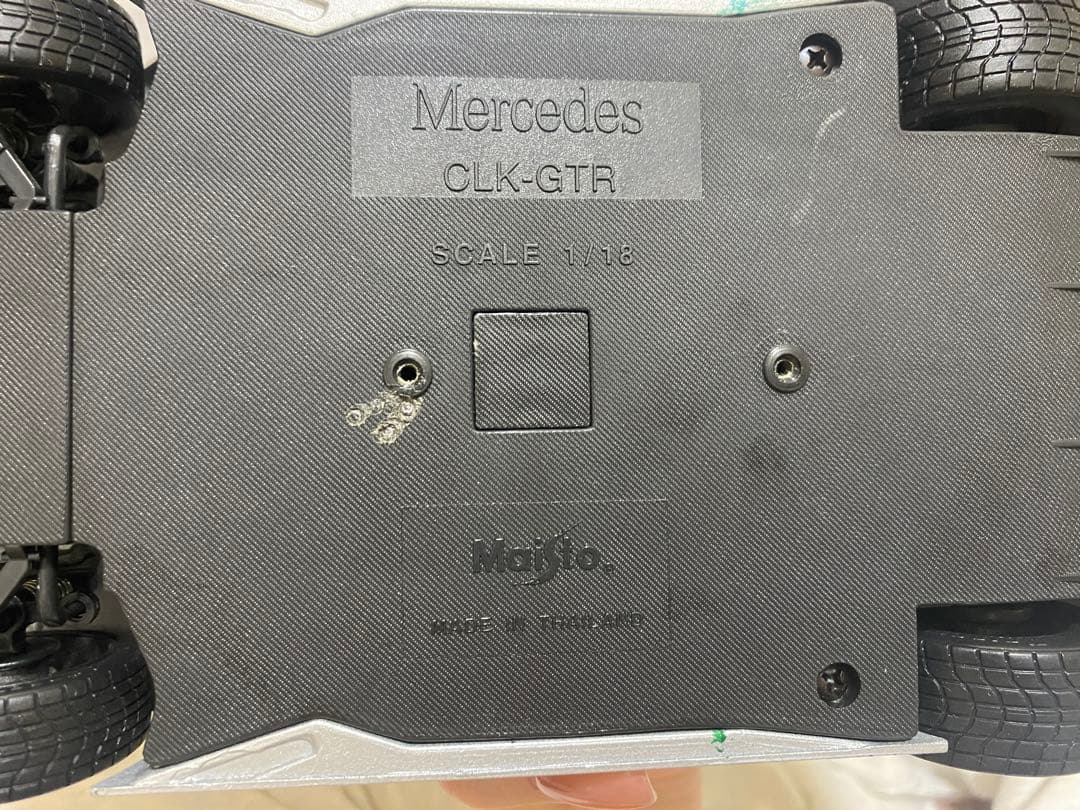 Mercedes
CLK-GTR
SCALE 1/18
Maisto.
MADE IN THAILAND